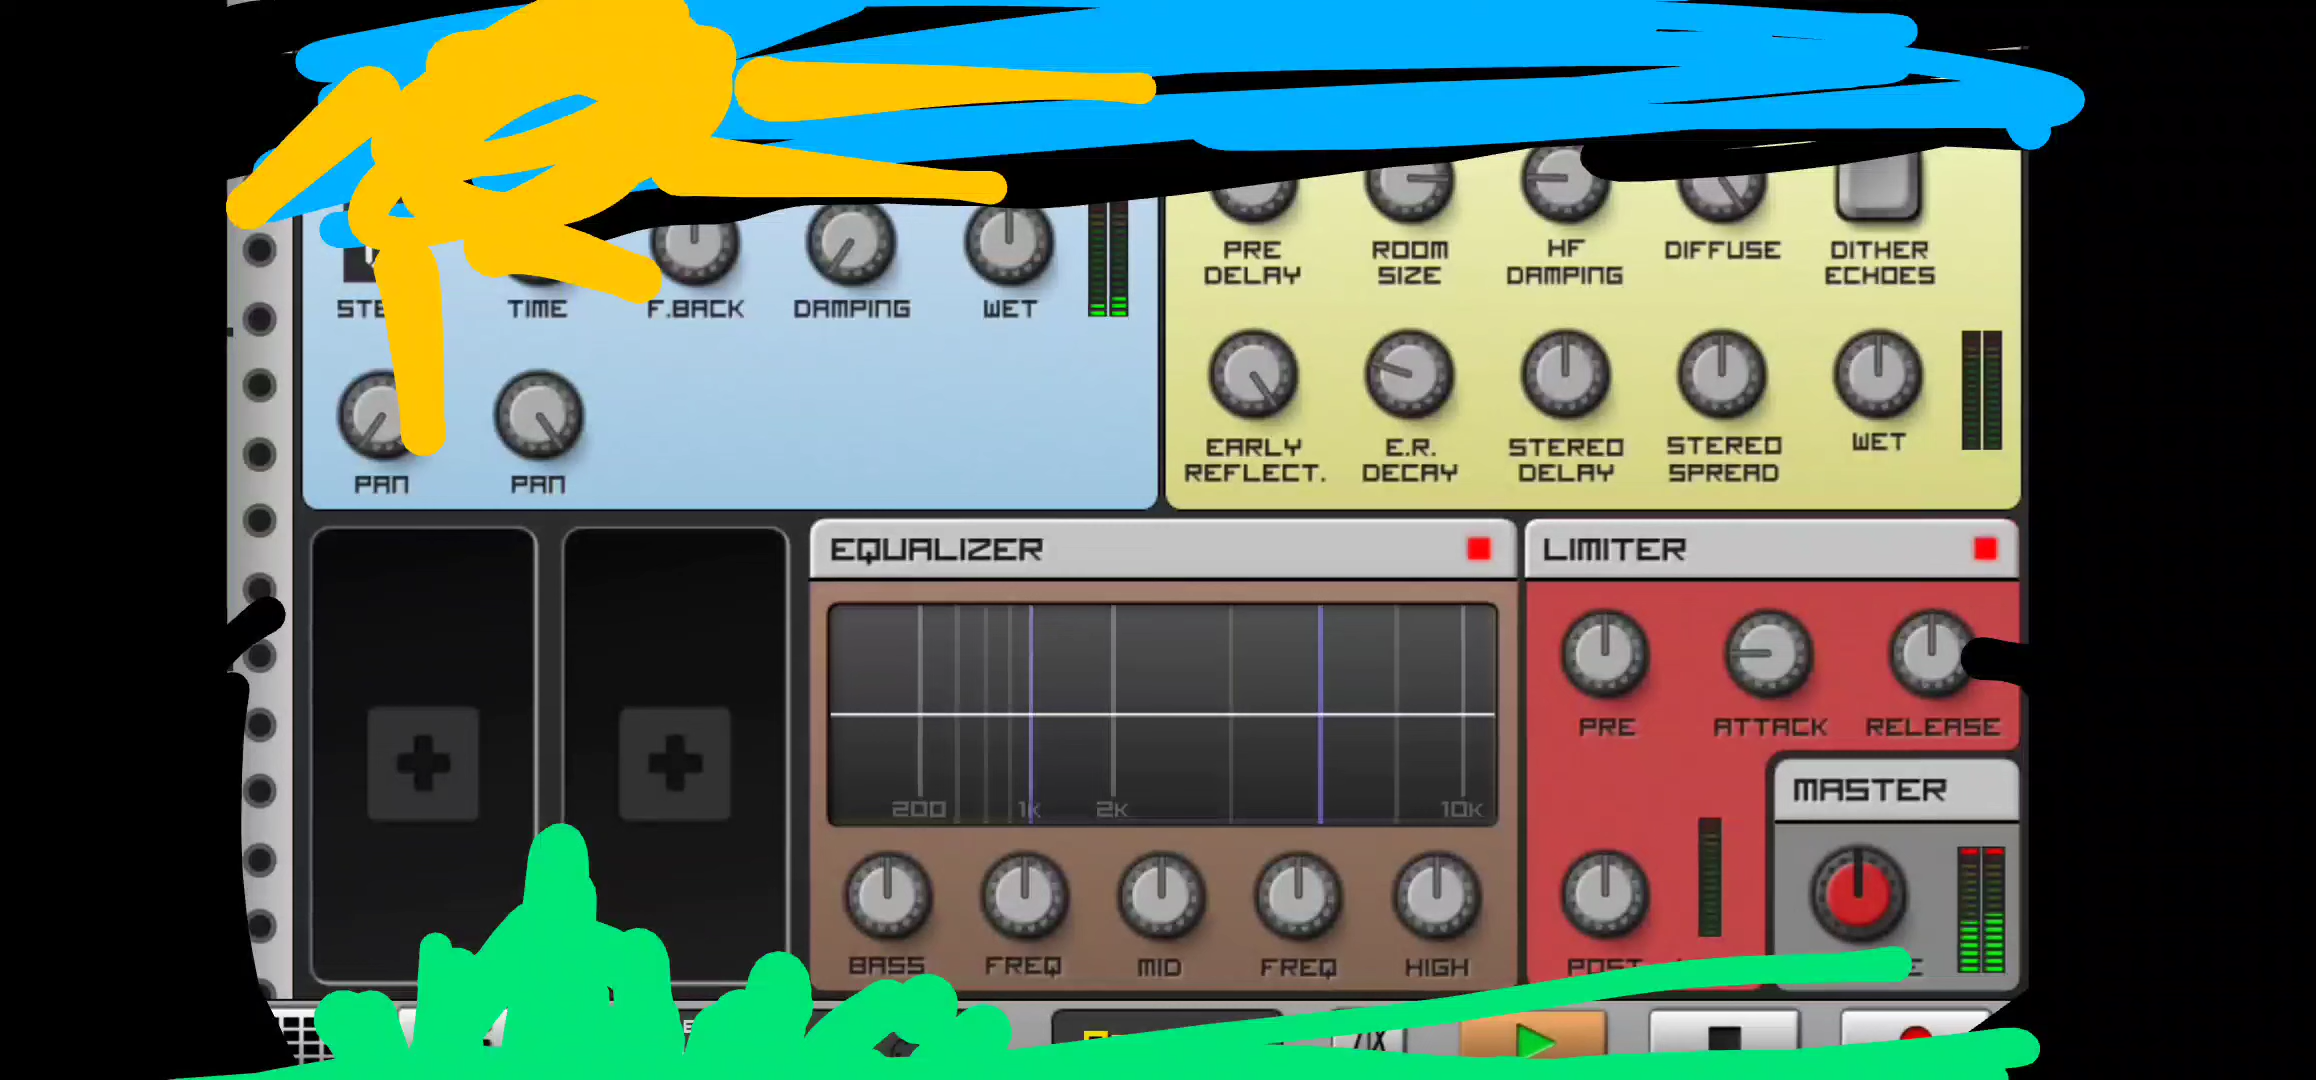 PRE DELAY
ROOM SIZE
HF DAMPING
DIFFUSE
DITHER ECHOES
TIME
F.BACK
DAMPING
WET
EARLY REFLECT.
E.R. DECAY
STEREO DELAY
STEREO SPREAD
WET
PAN
PAN
EQUALIZER
LIMITER
200
1K
2K
10K
PRE
ATTACK
RELEASE
MASTER
BASS
FREQ
MID
FREQ
HIGH
POST